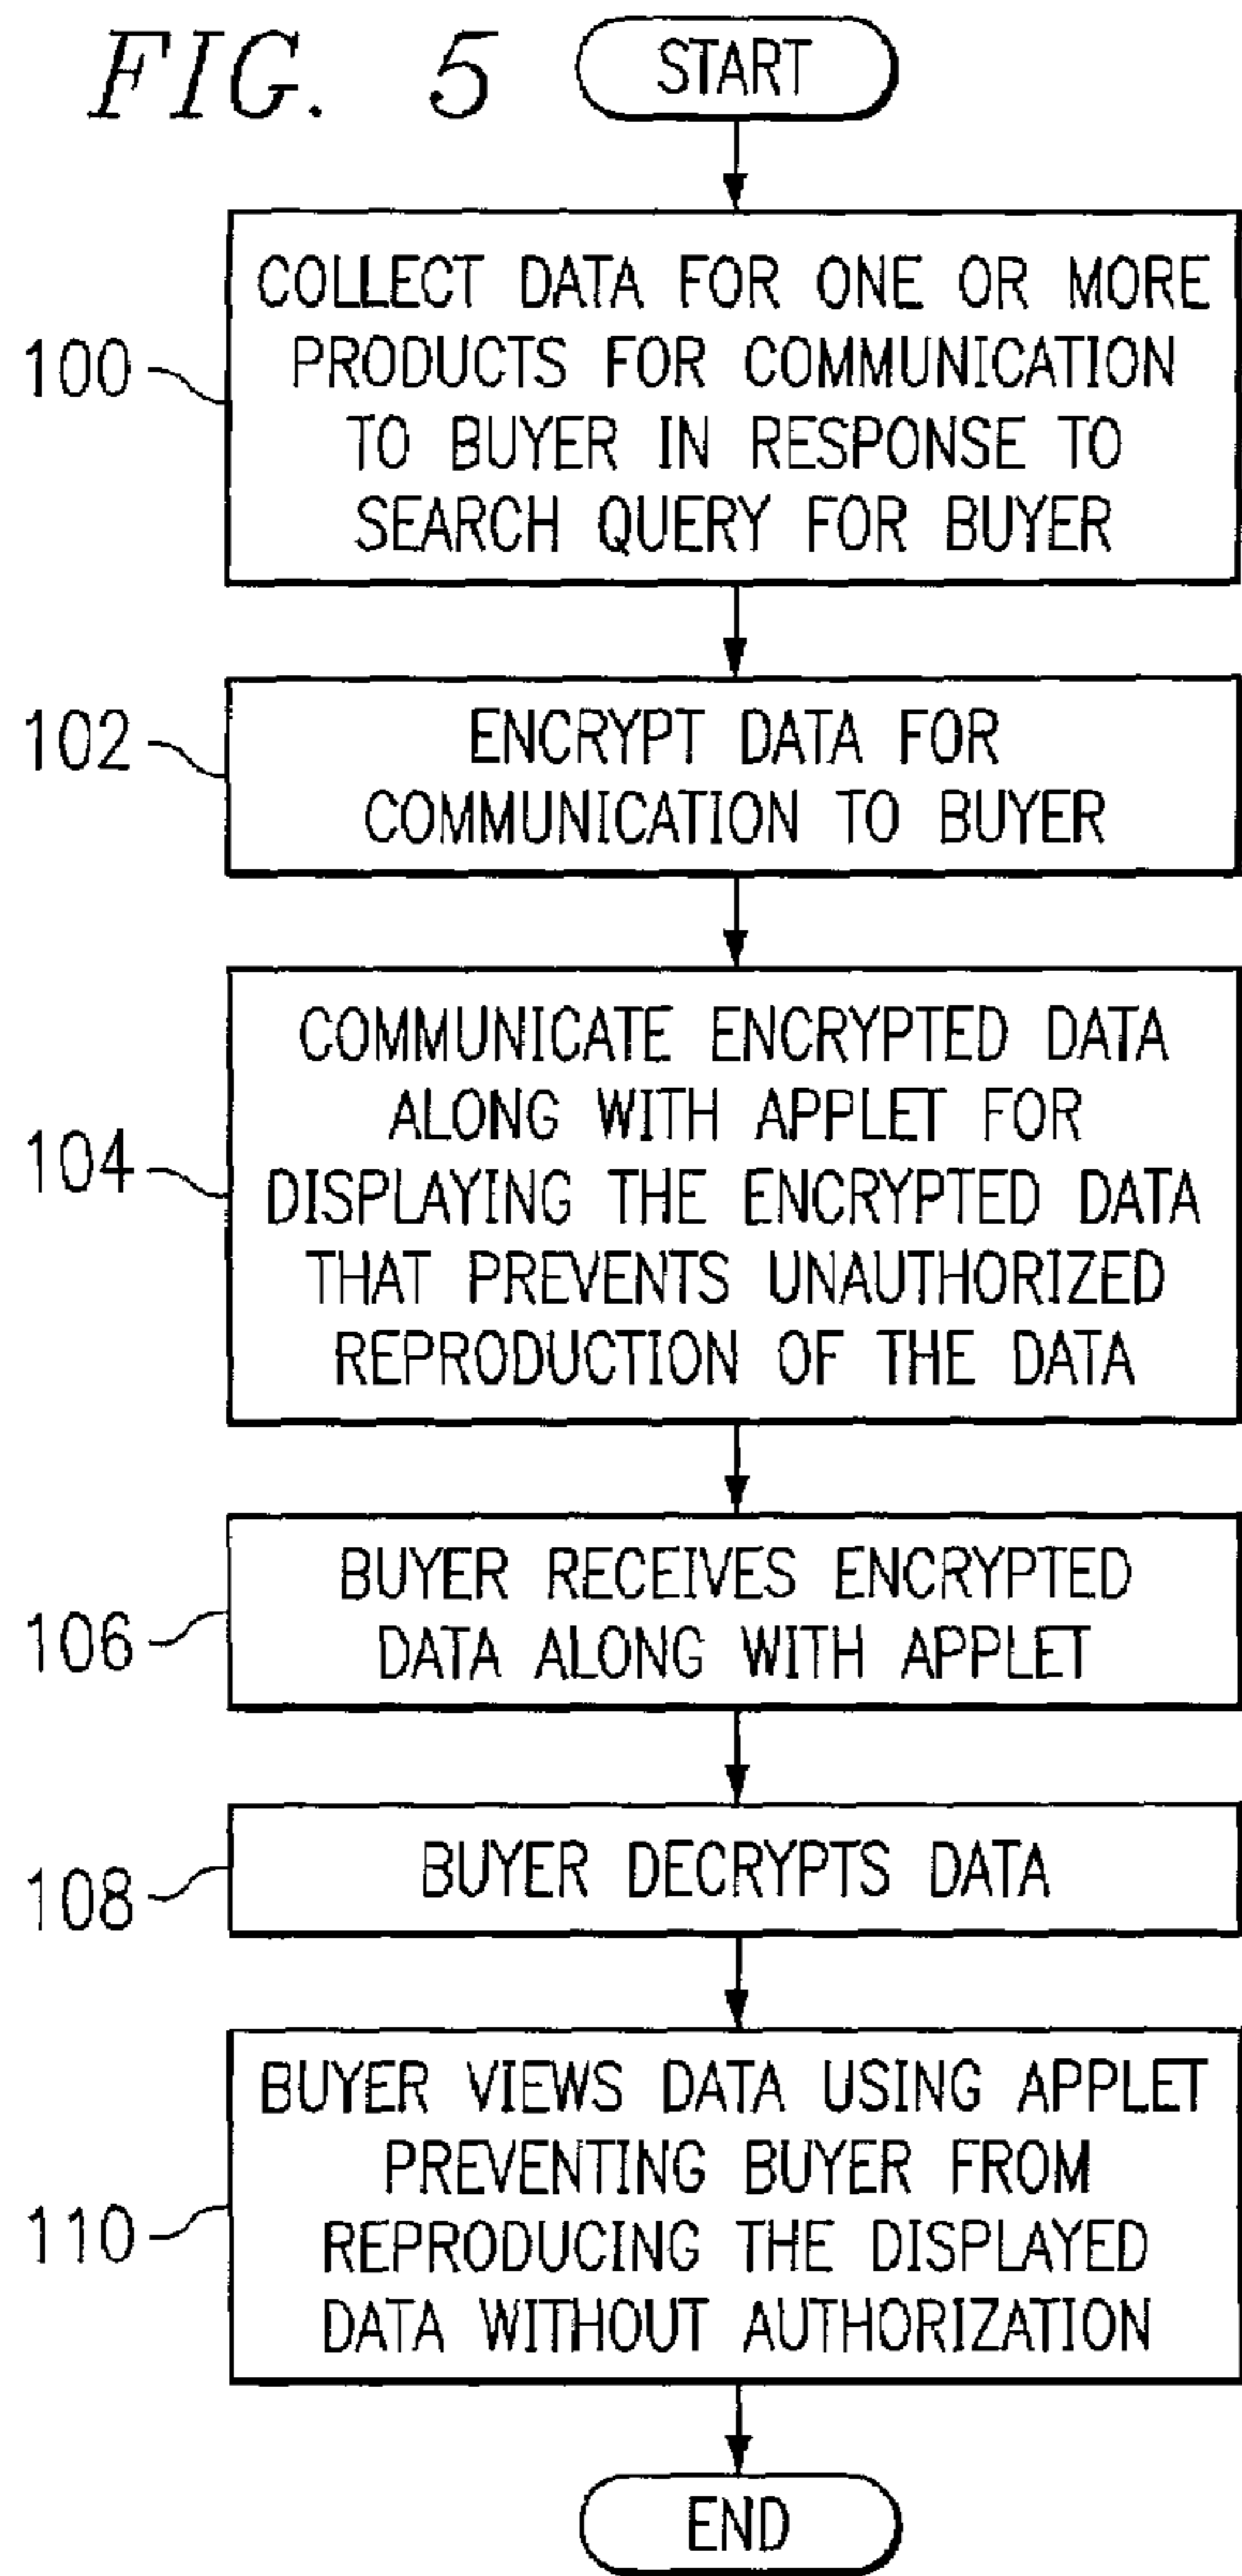 FIG. 5
START
100
COLLECT DATA FOR ONE OR MORE
PRODUCTS FOR COMMUNICATION
TO BUYER IN RESPONSE TO
SEARCH QUERY FOR BUYER
102
ENCRYPT DATA FOR
COMMUNICATION TO BUYER
104
COMMUNICATE ENCRYPTED DATA
ALONG WITH APPLET FOR
DISPLAYING THE ENCRYPTED DATA
THAT PREVENTS UNAUTHORIZED
REPRODUCTION OF THE DATA
106
BUYER RECEIVES ENCRYPTED
DATA ALONG WITH APPLET
108
BUYER DECRYPTS DATA
110
BUYER VIEWS DATA USING APPLET
PREVENTING BUYER FROM
REPRODUCING THE DISPLAYED
DATA WITHOUT AUTHORIZATION
END